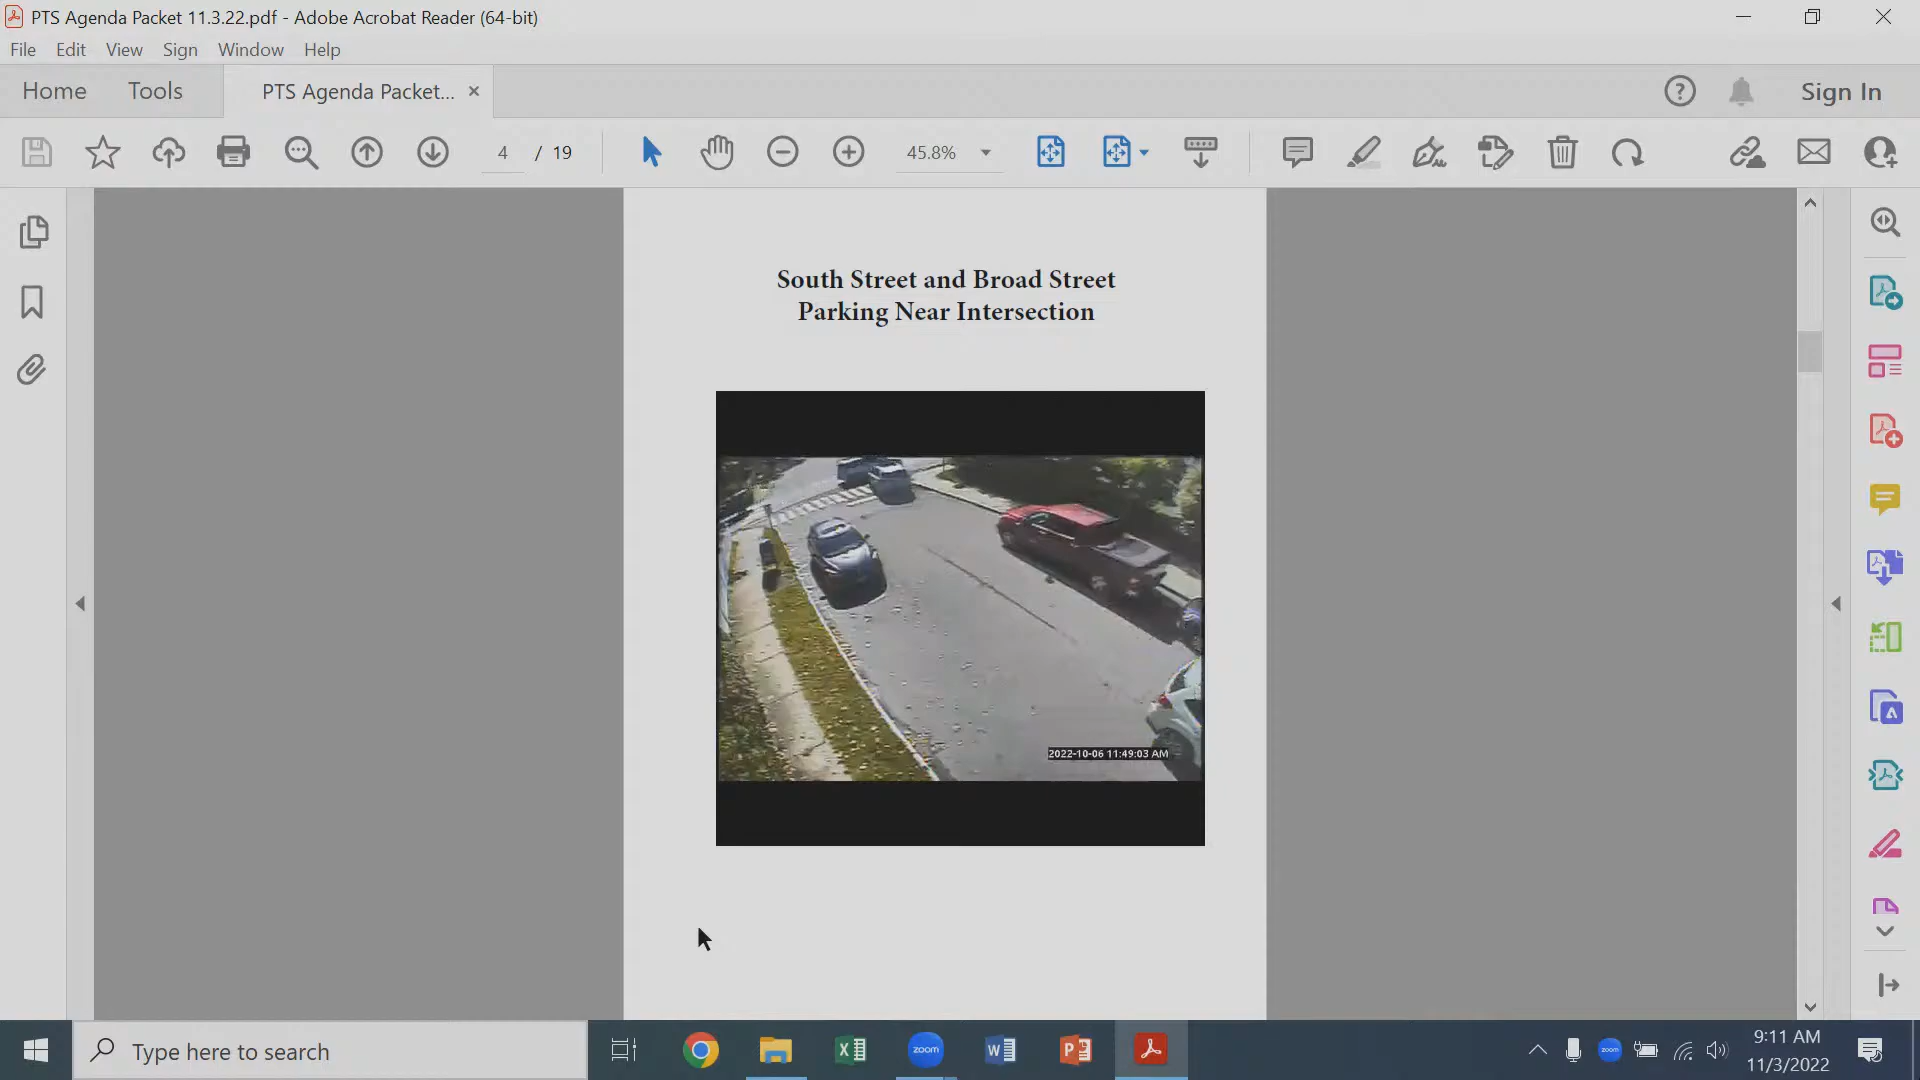 PTS Agenda Packet 11.3.22.pdf - Adobe Acrobat Reader (64-bit)
File Edit View Sign Window Help
Home Tools PTS Agenda Packet... × Sign In
4 / 19 45.8%
South Street and Broad Street
Parking Near Intersection
2022-10-06 11:49:03 AM
Type here to search
zoom
zoom
9:11 AM
11/3/2022